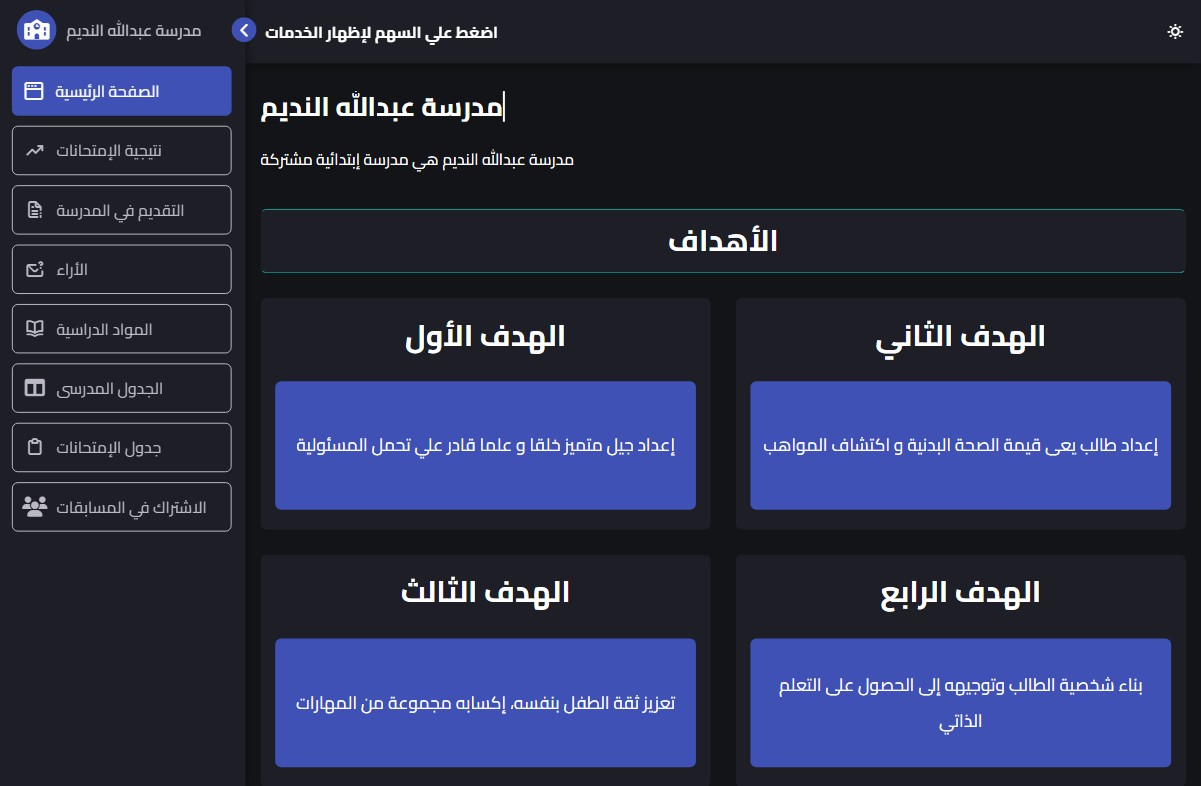 مدرسة عبدالله النديم
اضغط علي السهم لإظهار الخدمات
الصفحة الرئيسية
نتيجية الإمتحانات
التقديم في المدرسة
الأراء
المواد الدراسية
الجدول المدرسى
جدول الإمتحانات
الاشتراك في المسابقات
مدرسة عبدالله النديم
مدرسة عبدالله النديم هي مدرسة إبتدائية مشتركة
الأهداف
الهدف الأول
إعداد جيل متميز خلقا و علما قادر علي تحمل المسئولية
الهدف الثاني
إعداد طالب يعى قيمة الصحة البدنية و اكتشاف المواهب
الهدف الثالث
تعزيز ثقة الطفل بنفسه، إكسابه مجموعة من المهارات
الهدف الرابع
بناء شخصية الطالب وتوجيهه إلى الحصول على التعلم
الذاتي